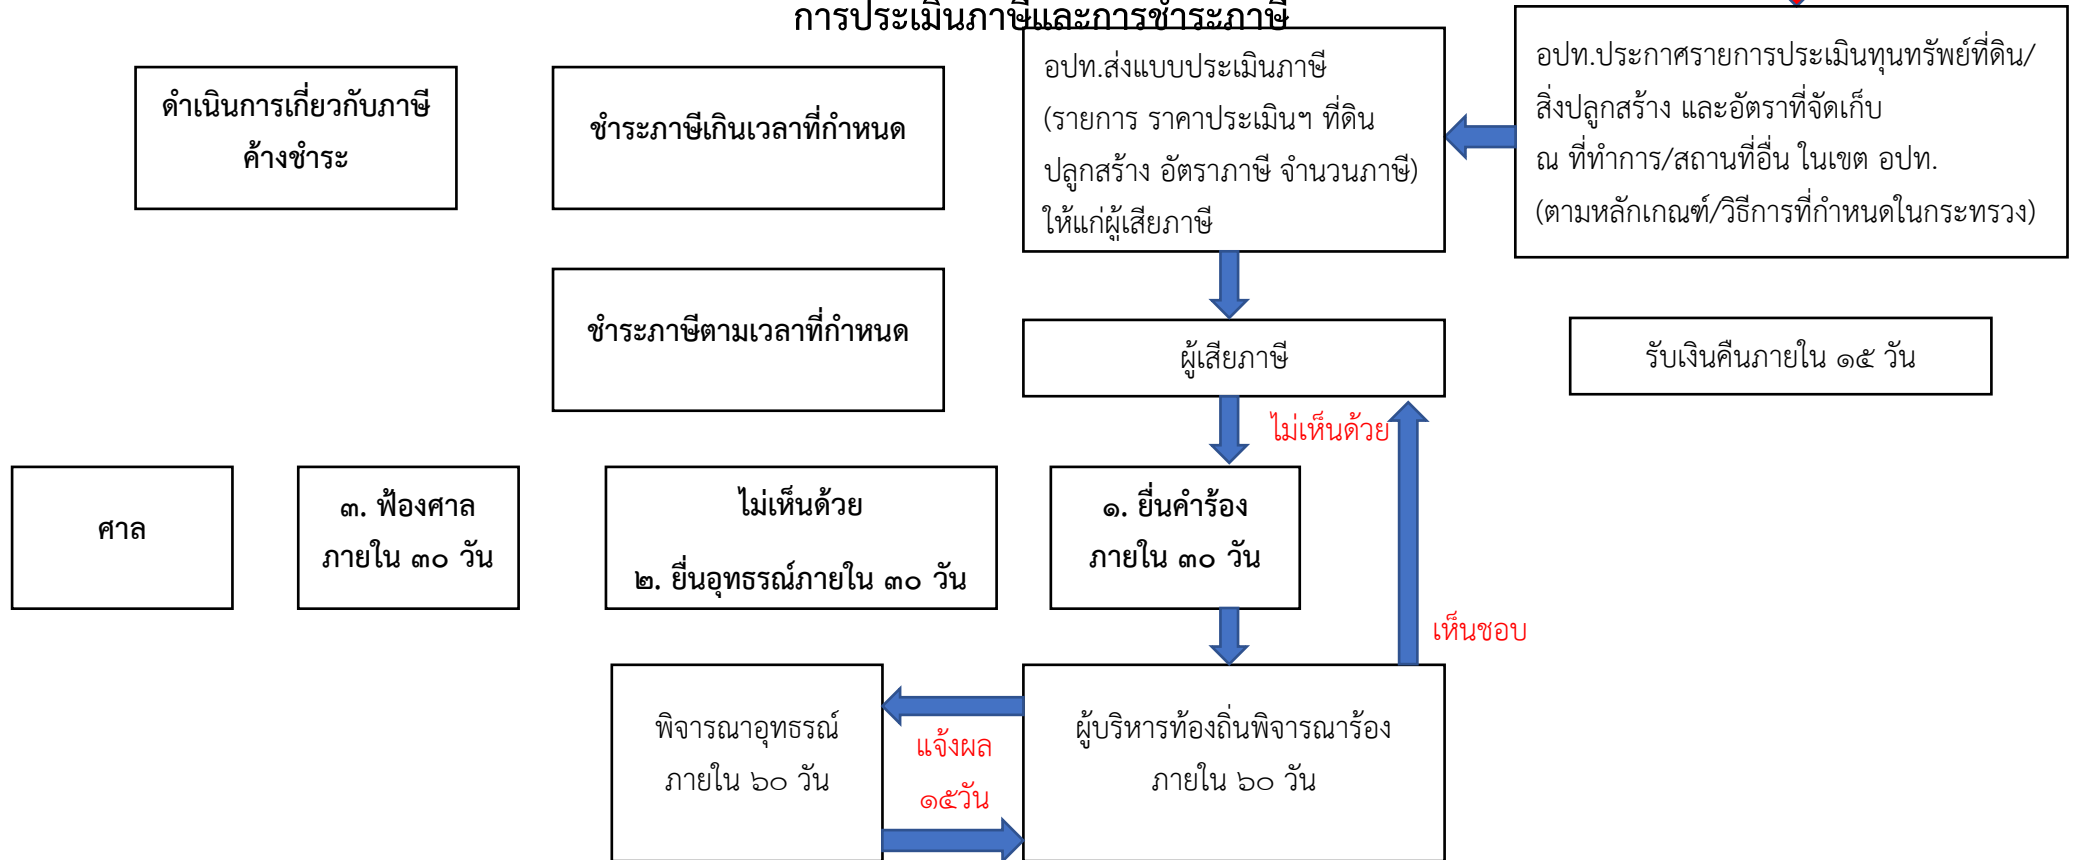 การประเมินภาษีและการชำระภาษี
ดำเนินการเกี่ยวกับภาษี
ค้างชำระ
ชำระภาษีเกินเวลาที่กำหนด
อปท.ส่งแบบประเมินภาษี
(รายการ ราคาประเมินฯ ที่ดิน
ปลูกสร้าง อัตราภาษี จำนวนภาษี)
ให้แก่ผู้เสียภาษี
อปท.ประกาศรายการประเมินทุนทรัพย์ที่ดิน/
สิ่งปลูกสร้าง และอัตราที่จัดเก็บ
ณ ที่ทำการ/สถานที่อื่น ในเขต อปท.
(ตามหลักเกณฑ์/วิธีการที่กำหนดในกระทรวง)
ชำระภาษีตามเวลาที่กำหนด
ผู้เสียภาษี
รับเงินคืนภายใน ๑๕ วัน
ไม่เห็นด้วย
ศาล
๓. ฟ้องศาล
ภายใน ๓๐ วัน
ไม่เห็นด้วย
๒. ยื่นอุทธรณ์ภายใน ๓๐ วัน
๑. ยื่นคำร้อง
ภายใน ๓๐ วัน
เห็นชอบ
พิจารณาอุทธรณ์
ภายใน ๖๐ วัน
แจ้งผล
๑๕วัน
ผู้บริหารท้องถิ่นพิจารณาร้อง
ภายใน ๖๐ วัน